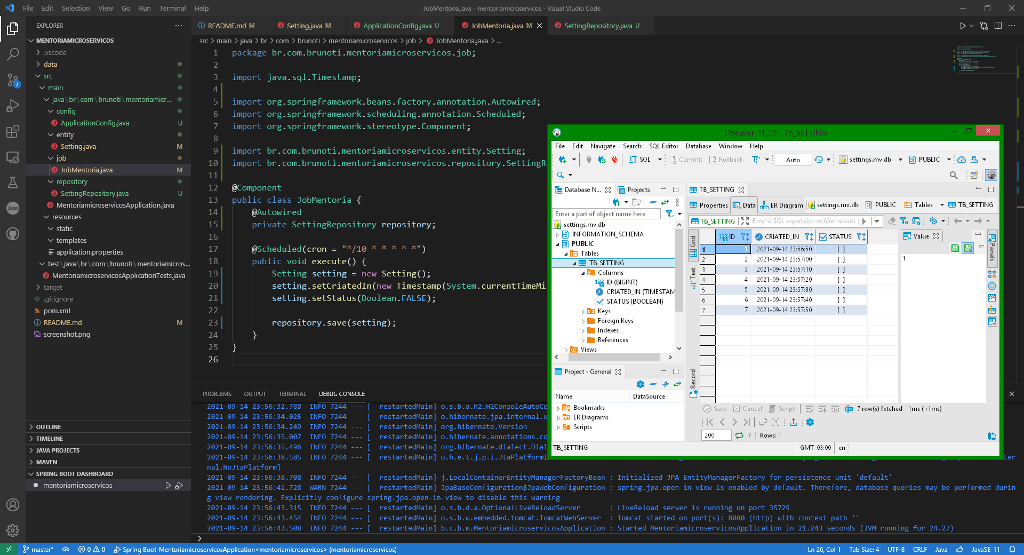 File Edit Selection View Go Run Terminal Help
JobMentoria.java - mentoriamicroservicos - Visual Studio Code
EXPLORER
MENTORIAMICROSERVICOS
.vscode
data
src
main
java\br\com\brunoti\mentoriamicr...
config
ApplicationConfig.java U
entity
Setting.java M
job
JobMentoria.java M
repository
SettingRepository.java U
MentoriamicroservicosApplication.java
resources
static
templates
application.properties
test\java\br\com\brunoti\mentoriamicros...
MentoriamicroservicosApplicationTests.java
target
.gitignore
pom.xml
README.md M
screenshot.png
OUTLINE
TIMELINE
JAVA PROJECTS
MAVEN
SPRING BOOT DASHBOARD
mentoriamicroservicos
README.md M
Setting.java M
ApplicationConfig.java U
JobMentoria.java M
SettingRepository.java U
src > main > java > br > com > brunoti > mentoriamicroservicos > job > JobMentoria.java > ...
1 package br.com.brunoti.mentoriamicroservicos.job;
2
3 import java.sql.Timestamp;
4
5 import org.springframework.beans.factory.annotation.Autowired;
6 import org.springframework.scheduling.annotation.Scheduled;
7 import org.springframework.stereotype.Component;
8
9 import br.com.brunoti.mentoriamicroservicos.entity.Setting;
10 import br.com.brunoti.mentoriamicroservicos.repository.SettingR
11
12 @Component
13 public class JobMentoria {
14 @Autowired
15 private SettingRepository repository;
16
17 @Scheduled(cron = "*/10 * * * * *")
18 public void execute() {
19 Setting setting = new Setting();
20 setting.setCriatedIn(new Timestamp(System.currentTimeMi
21 setting.setStatus(Boolean.FALSE);
22
23 repository.save(setting);
24 }
25 }
26
DBeaver 21.2.0 - TB_SETTING
File Edit Navigate Search SQL Editor Database Window Help
SQL Commit Rollback Auto settings.mv.db PUBLIC
Database N... Projects
Enter a part of object name here
settings.mv.db
INFORMATION_SCHEMA
PUBLIC
Tables
TB_SETTING
Columns
ID (BIGINT)
CRIATED_IN (TIMESTAM
STATUS (BOOLEAN)
Keys
Foreign Keys
Indexes
References
Views
Project - General
Name DataSource
Bookmarks
ER Diagrams
Scripts
TB_SETTING
Properties Data ER Diagram settings.mv.db PUBLIC Tables
TB_SETTING
Grid
Text
Record
Panels
ID CRIATED_IN STATUS
1 1 2021-09-14 23:56:50 [ ]
2 2 2021-09-14 23:57:00 [ ]
3 3 2021-09-14 23:57:10 [ ]
4 4 2021-09-14 23:57:20 [ ]
5 5 2021-09-14 23:57:30 [ ]
6 6 2021-09-14 23:57:40 [ ]
7 7 2021-09-14 23:57:50 [ ]
Value
1
Save Cancel Script 7 row(s) fetched - 1ms (+1ms)
200 7 Rows: 1
TB_SETTING
GMT-03:00 en
PROBLEMS OUTPUT TERMINAL DEBUG CONSOLE
2021-09-14 23:56:32.788 INFO 7244 --- [ restartedMain] o.s.b.a.h2.H2ConsoleAutoCo
2021-09-14 23:56:34.025 INFO 7244 --- [ restartedMain] o.hibernate.jpa.internal.u
2021-09-14 23:56:34.249 INFO 7244 --- [ restartedMain] org.hibernate.Version
2021-09-14 23:56:35.007 INFO 7244 --- [ restartedMain] o.hibernate.annotations.co
2021-09-14 23:56:35.496 INFO 7244 --- [ restartedMain] org.hibernate.dialect.Dial
2021-09-14 23:56:38.585 INFO 7244 --- [ restartedMain] o.h.e.t.j.p.i.JtaPlatformI
nal.NoJtaPlatform]
2021-09-14 23:56:38.708 INFO 7244 --- [ restartedMain] j.LocalContainerEntityManagerFactoryBean : Initialized JPA EntityManagerFactory for persistence unit 'default'
2021-09-14 23:56:41.728 WARN 7244 --- [ restartedMain] JpaBaseConfiguration$JpaWebConfiguration : spring.jpa.open-in-view is enabled by default. Therefore, database queries may be performed durin
g view rendering. Explicitly configure spring.jpa.open-in-view to disable this warning
2021-09-14 23:56:43.315 INFO 7244 --- [ restartedMain] o.s.b.d.a.OptionalLiveReloadServer : LiveReload server is running on port 35729
2021-09-14 23:56:43.454 INFO 7244 --- [ restartedMain] o.s.b.w.embedded.tomcat.TomcatWebServer : Tomcat started on port(s): 8080 (http) with context path ''
2021-09-14 23:56:43.508 INFO 7244 --- [ restartedMain] b.c.b.m.MentoriamicroservicosApplication : Started MentoriamicroservicosApplication in 21.243 seconds (JVM running for 24.27)
master* 0 0 Spring Boot-MentoriamicroservicosApplication<mentoriamicroservicos> (mentoriamicroservicos)
Ln 26, Col 1 Tab Size: 4 UTF-8 CRLF Java JavaSE-11